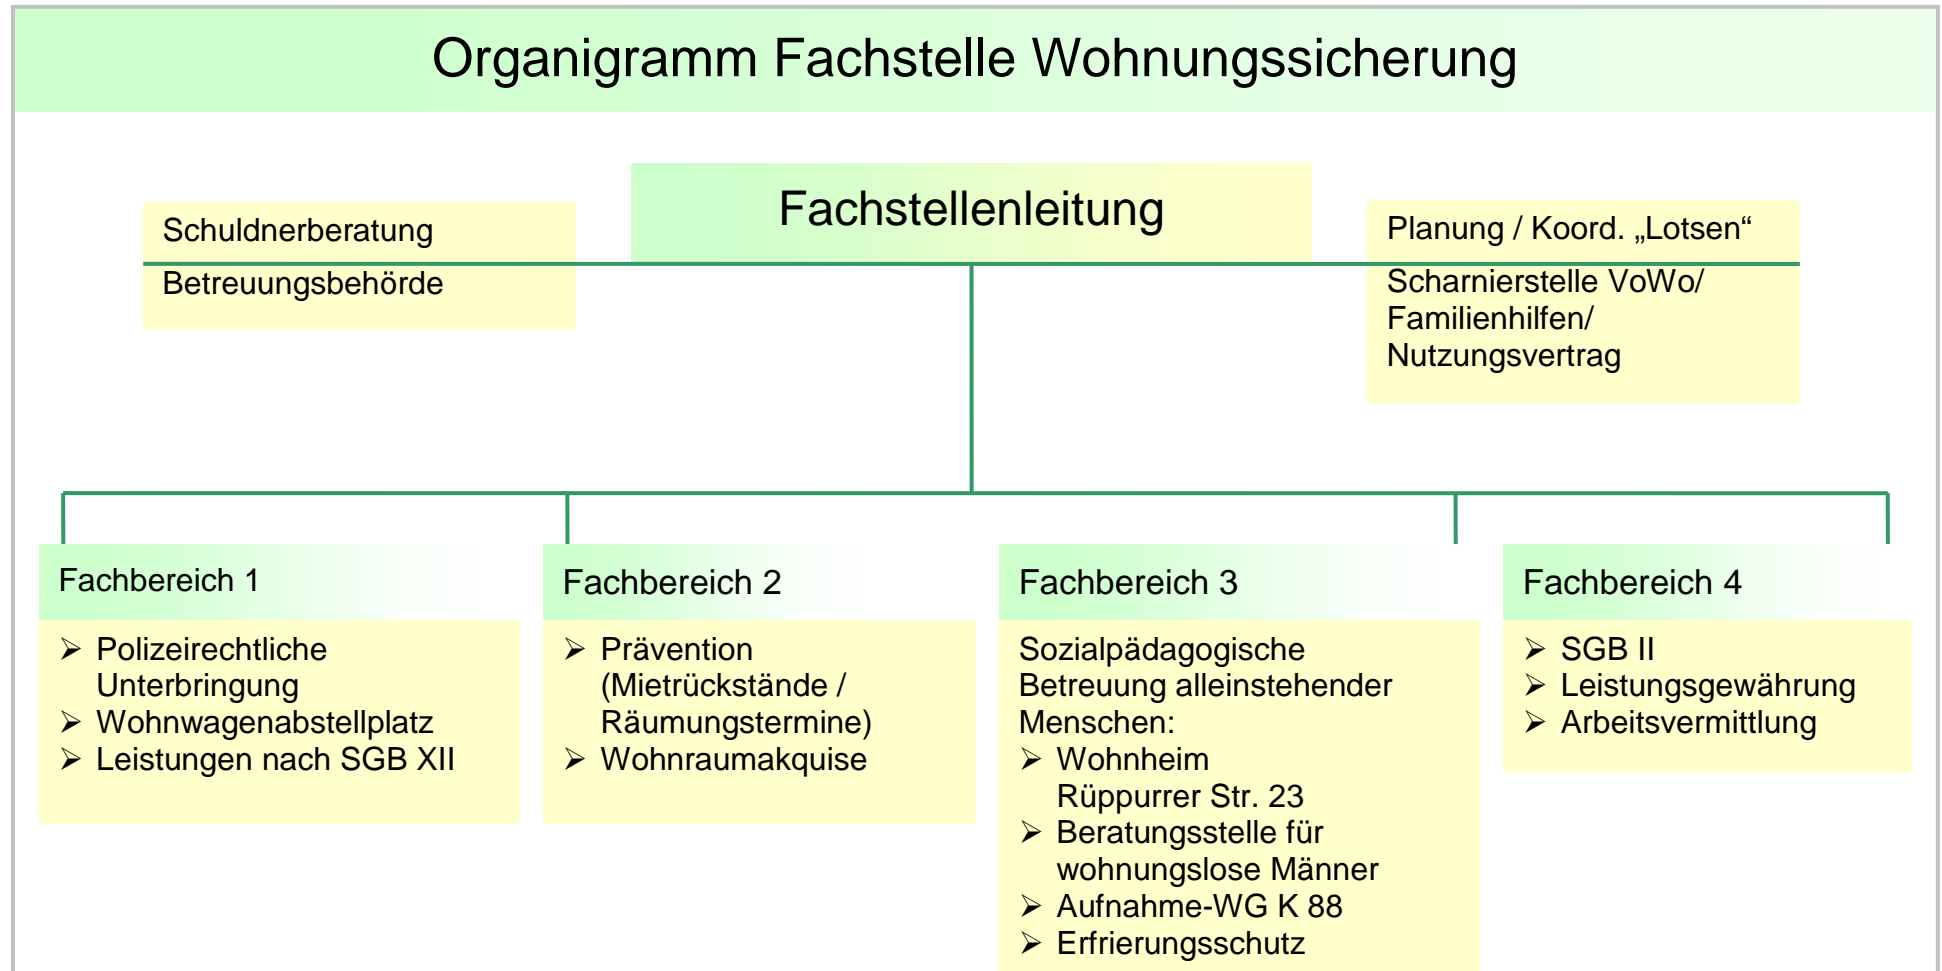 Organigramm Fachstelle Wohnungssicherung
Fachstellenleitung
Schuldnerberatung
Betreuungsbehörde
Planung / Koord. „Lotsen“
Scharnierstelle VoWo/
Familienhilfen/
Nutzungsvertrag
Fachbereich 1
➢ Polizeirechtliche
Unterbringung
➢ Wohnwagenabstellplatz
➢ Leistungen nach SGB XII
Fachbereich 2
➢ Prävention
(Mietrückstände /
Räumungstermine)
➢ Wohnraumakquise
Fachbereich 3
Sozialpädagogische
Betreuung alleinstehender
Menschen:
➢ Wohnheim
Rüppurrer Str. 23
➢ Beratungsstelle für
wohnungslose Männer
➢ Aufnahme-WG K 88
➢ Erfrierungsschutz
Fachbereich 4
➢ SGB II
➢ Leistungsgewährung
➢ Arbeitsvermittlung